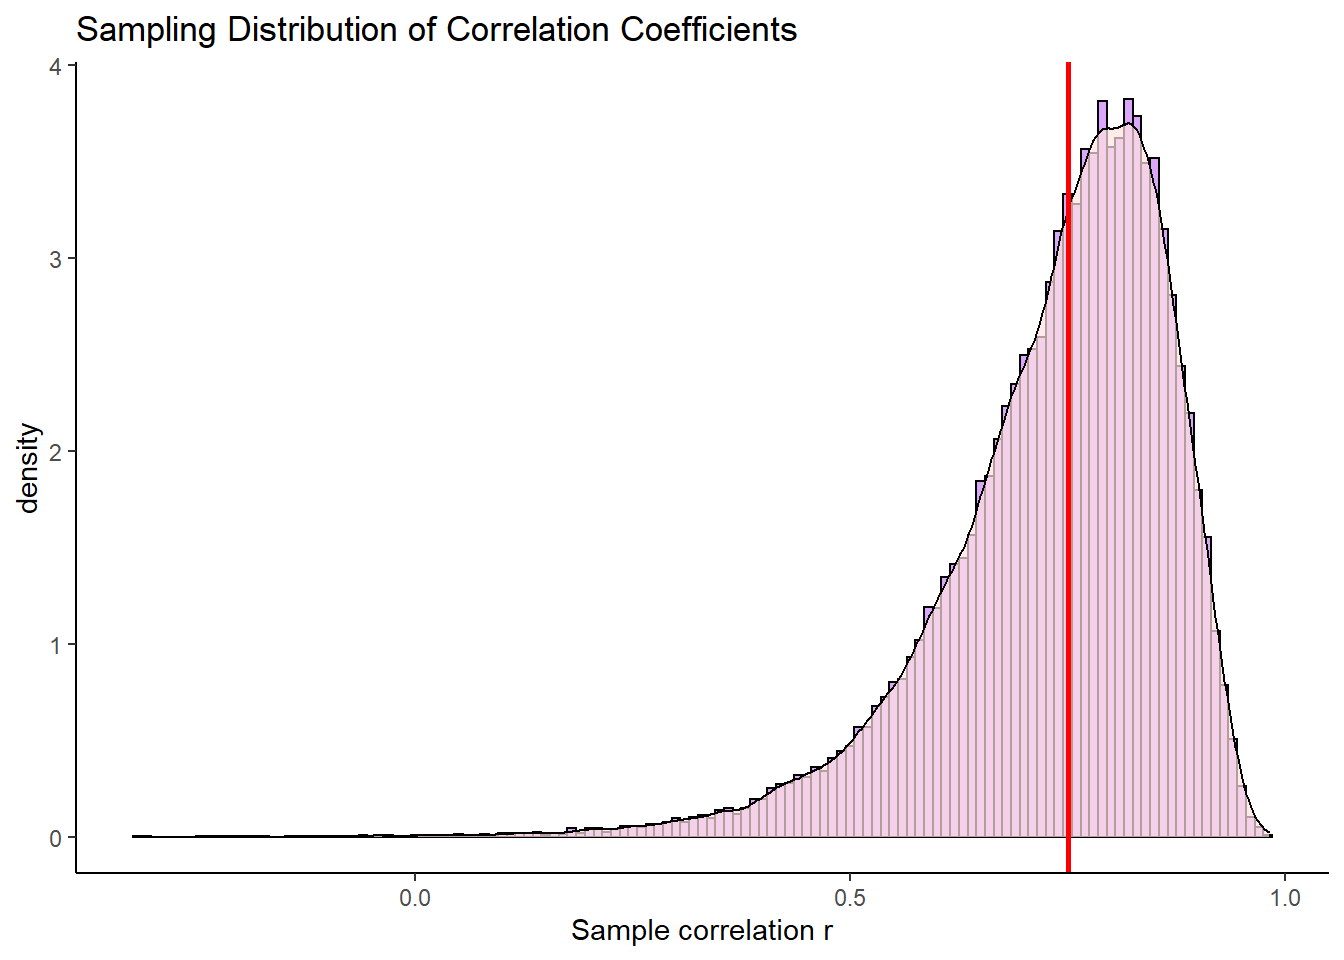 Sampling Distribution of Correlation Coefficients
4
3
2
1
0
density
0.0
0.5
1.0
Sample correlation r